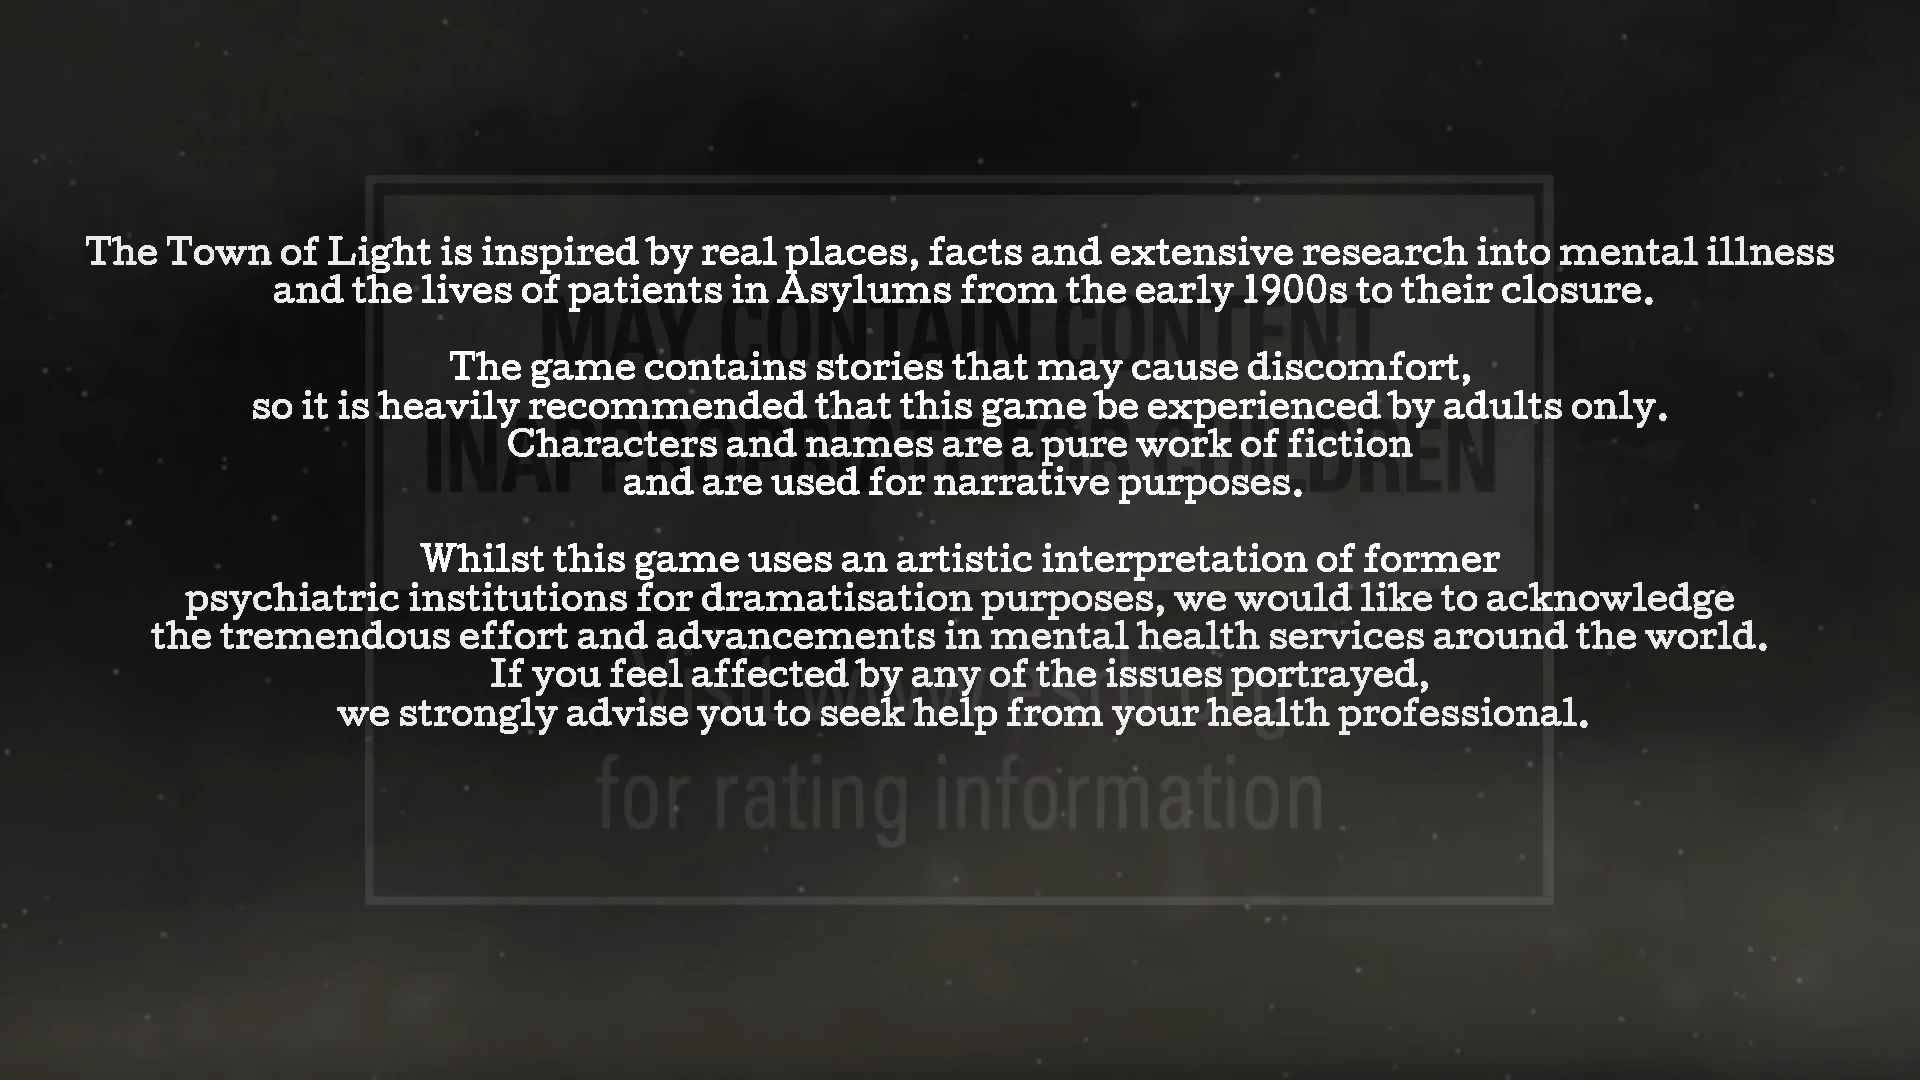 The Town of Light is inspired by real places, facts and extensive research into mental illness
and the lives of patients in Asylums from the early 1900s to their closure.
The game contains stories that may cause discomfort,
so it is heavily recommended that this game be experienced by adults only.
Characters and names are a pure work of fiction
and are used for narrative purposes.
Whilst this game uses an artistic interpretation of former
psychiatric institutions for dramatisation purposes, we would like to acknowledge
the tremendous effort and advancements in mental health services around the world.
If you feel affected by any of the issues portrayed,
we strongly advise you to seek help from your health professional.
MAY CONTAIN CONTENT
INAPPROPRIATE FOR CHILDREN
for rating information